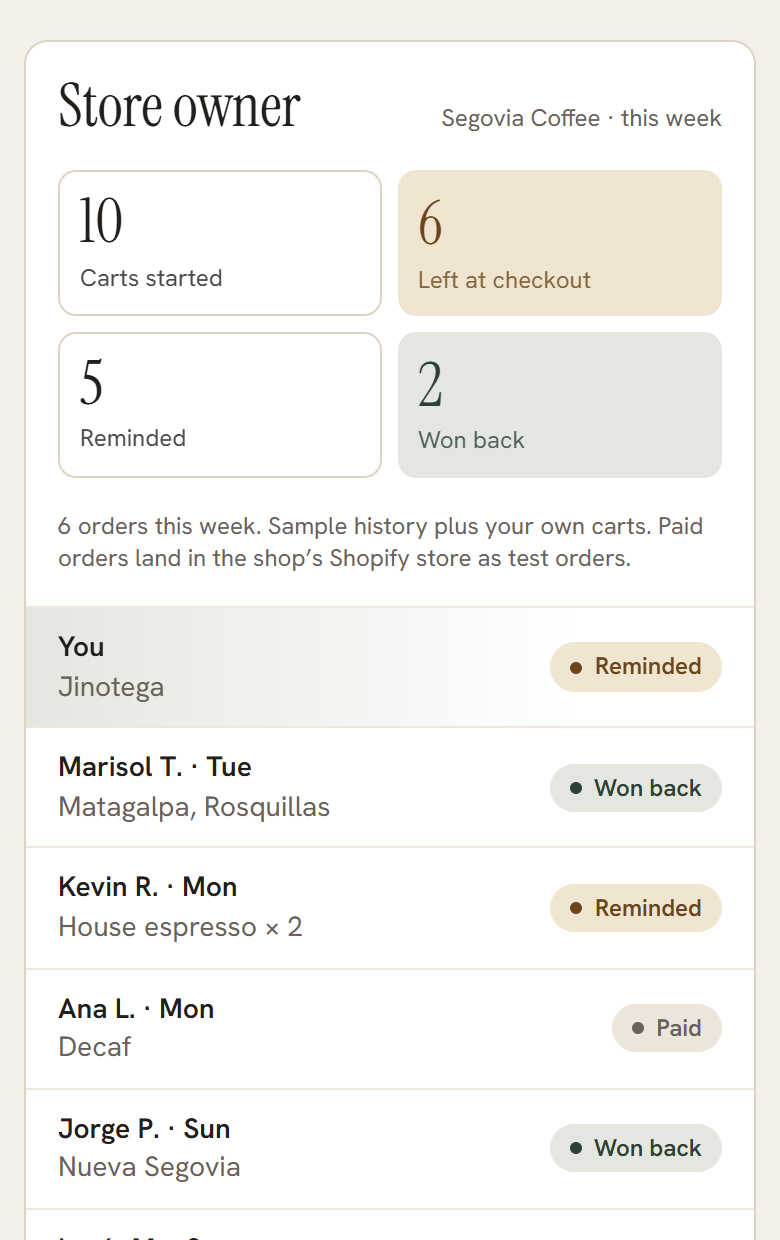 Store owner
Segovia Coffee · this week
10
Carts started
6
Left at checkout
5
Reminded
2
Won back
6 orders this week. Sample history plus your own carts. Paid
orders land in the shop’s Shopify store as test orders.
You
Jinotega
Reminded
Marisol T. · Tue
Matagalpa, Rosquillas
Won back
Kevin R. · Mon
House espresso × 2
Reminded
Ana L. · Mon
Decaf
Paid
Jorge P. · Sun
Nueva Segovia
Won back